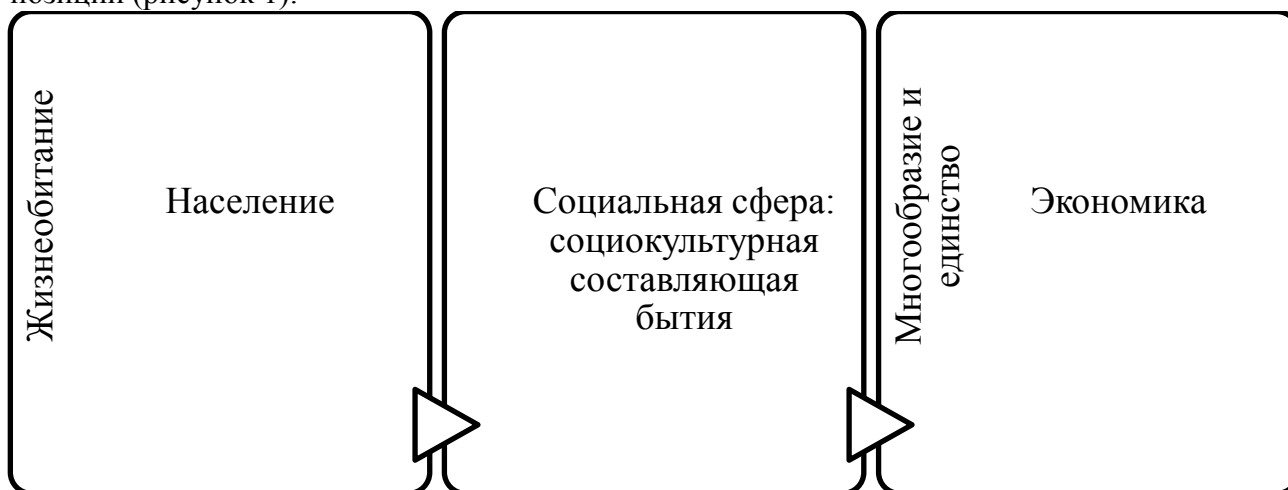 позиций (рисунок 1).
Жизнеобитание
Население
Социальная сфера:
социокультурная
составляющая
бытия
Многообразие и
единство
Экономика